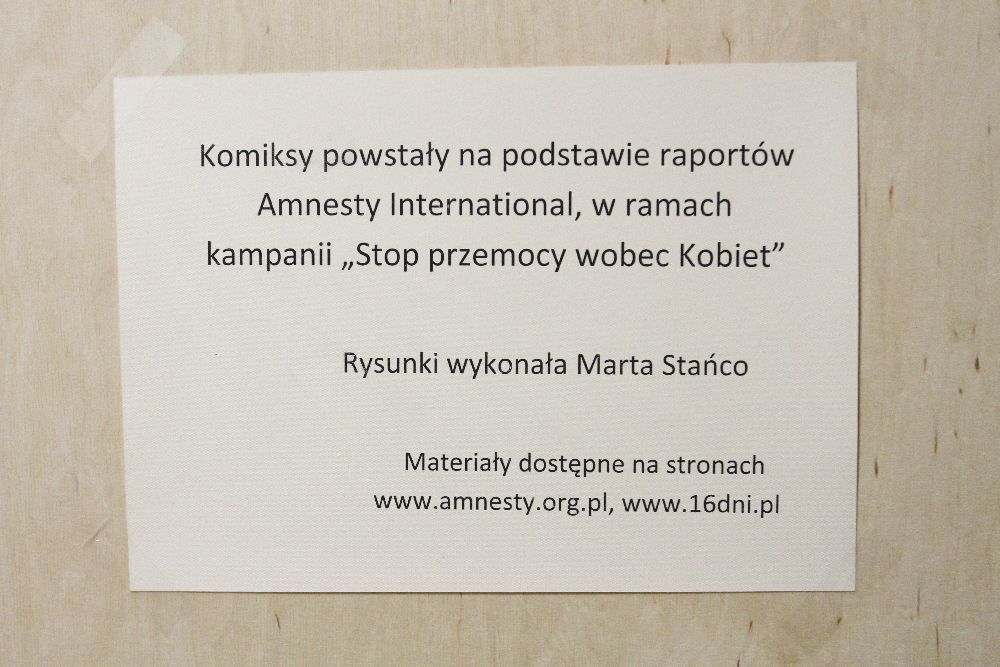 Komiksy powstały na podstawie raportów
Amnesty International, w ramach
kampanii „Stop przemocy wobec Kobiet”
Rysunki wykonała Marta Stańco
Materiały dostępne na stronach
www.amnesty.org.pl, www.16dni.pl